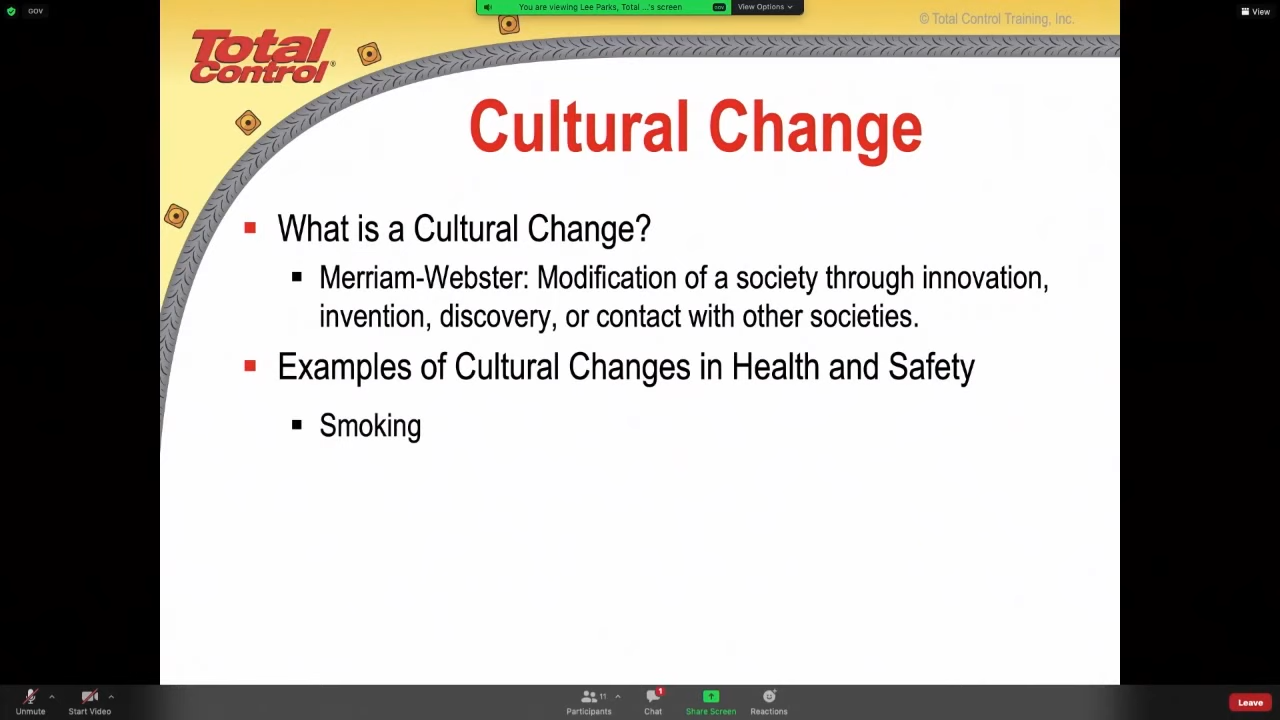 GOV
You are viewing Lee Parks, Total ...'s screen
GOV
View Options
© Total Control Training, Inc.
View
Total
Control®
Cultural Change
What is a Cultural Change?
Merriam-Webster: Modification of a society through innovation,
invention, discovery, or contact with other societies.
Examples of Cultural Changes in Health and Safety
Smoking
Unmute
Start Video
11
Participants
1
Chat
Share Screen
Reactions
Leave